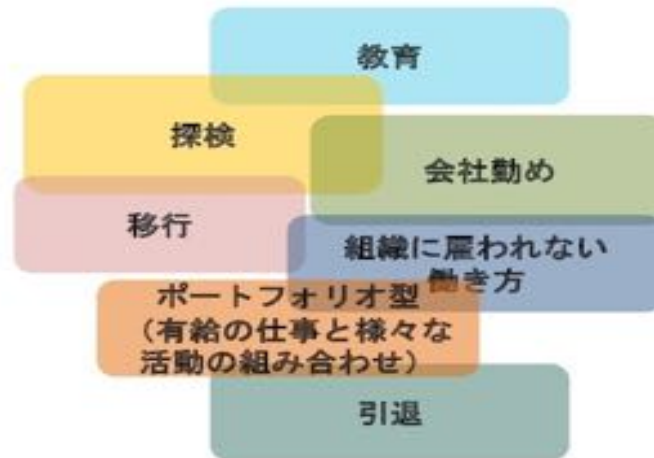 教育
探検
会社勤め
移行
組織に雇われない
働き方
ポートフォリオ型
（有給の仕事と様々な
活動の組み合わせ）
引退